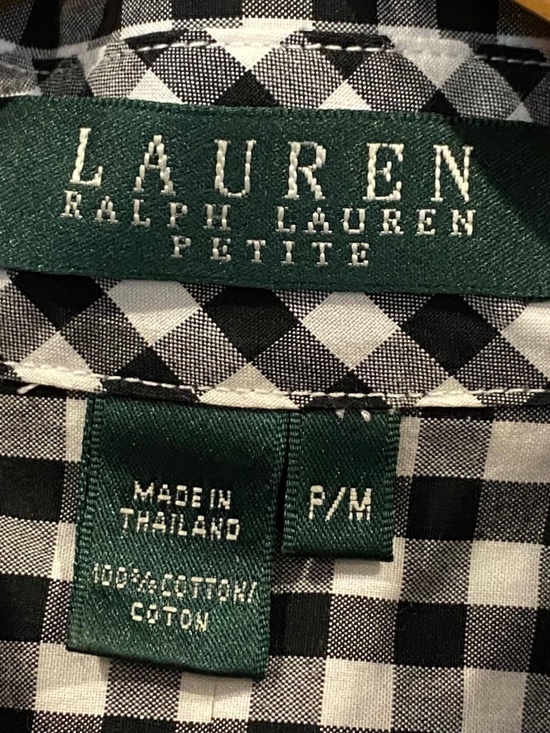 LAUREN
RALPH LAUREN
PETITE
MADE IN
THAILAND
100% COTTON/
COTON
P/M